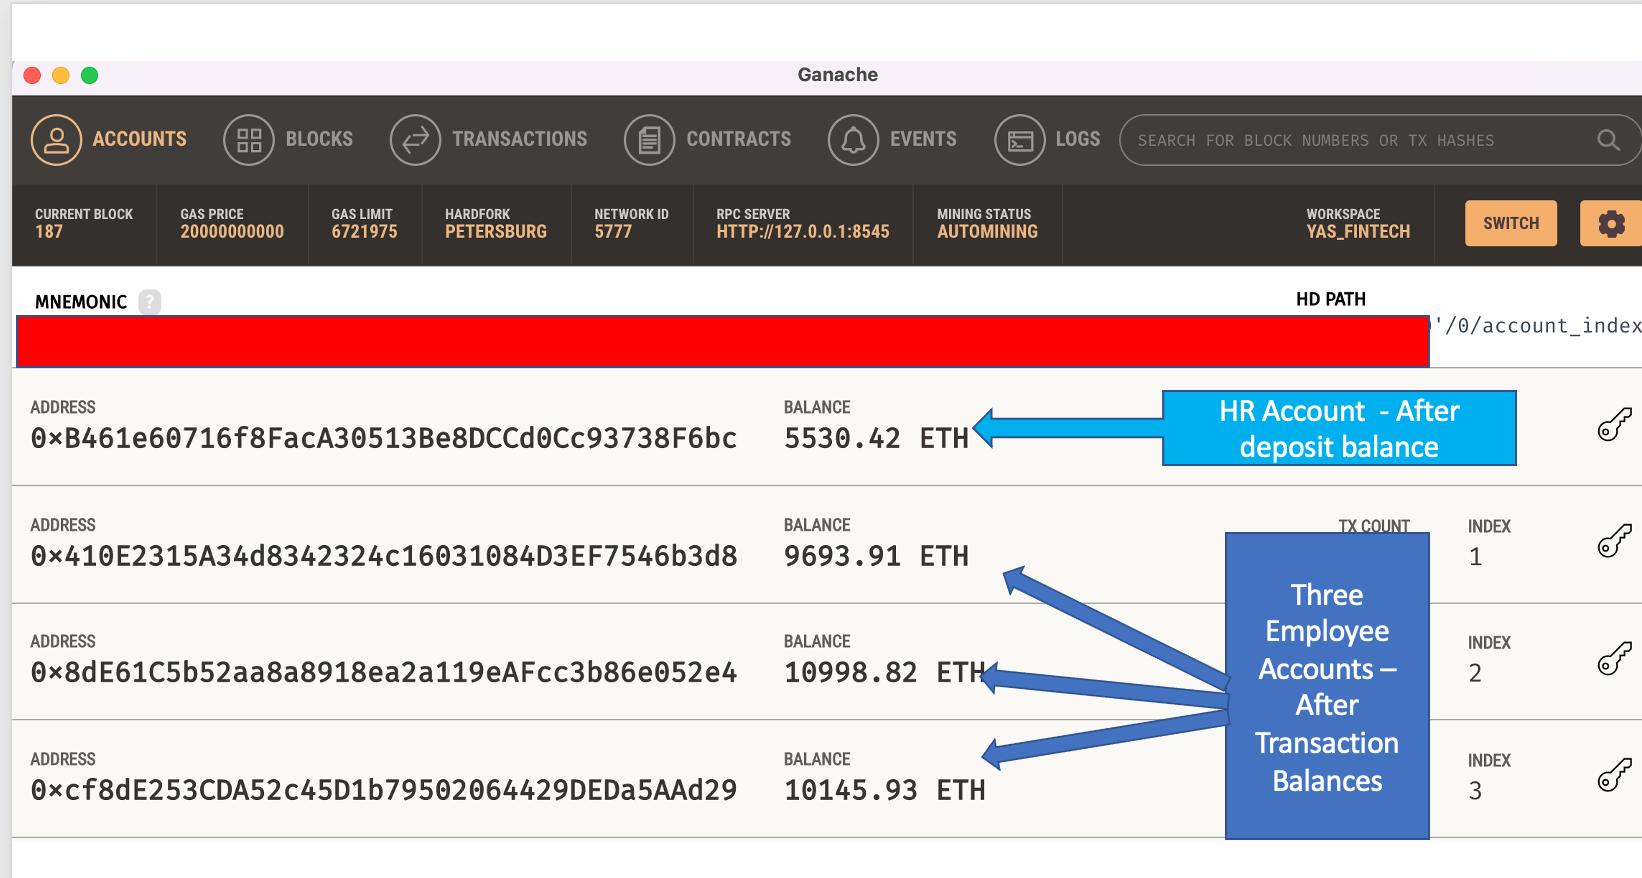 Ganache
ACCOUNTS BLOCKS TRANSACTIONS CONTRACTS EVENTS LOGS SEARCH FOR BLOCK NUMBERS OR TX HASHES
CURRENT BLOCK GAS PRICE GAS LIMIT HARDFORK NETWORK ID RPC SERVER MINING STATUS WORKSPACE
187 20000000000 6721975 PETERSBURG 5777 HTTP://127.0.0.1:8545 AUTOMINING YAS_FINTECH SWITCH
MNEMONIC ? HD PATH
'/0/account_index
ADDRESS BALANCE
0×B461e60716f8FacA30513Be8DCCd0Cc93738F6bc 5530.42 ETH
HR Account - After
deposit balance
ADDRESS BALANCE TX COUNT INDEX
0×410E2315A34d8342324c16031084D3EF7546b3d8 9693.91 ETH 1
ADDRESS BALANCE INDEX
0×8dE61C5b52aa8a8918ea2a119eAFcc3b86e052e4 10998.82 ETH 2
ADDRESS BALANCE INDEX
0×cf8dE253CDA52c45D1b79502064429DEDa5AAd29 10145.93 ETH 3
Three
Employee
Accounts –
After
Transaction
Balances